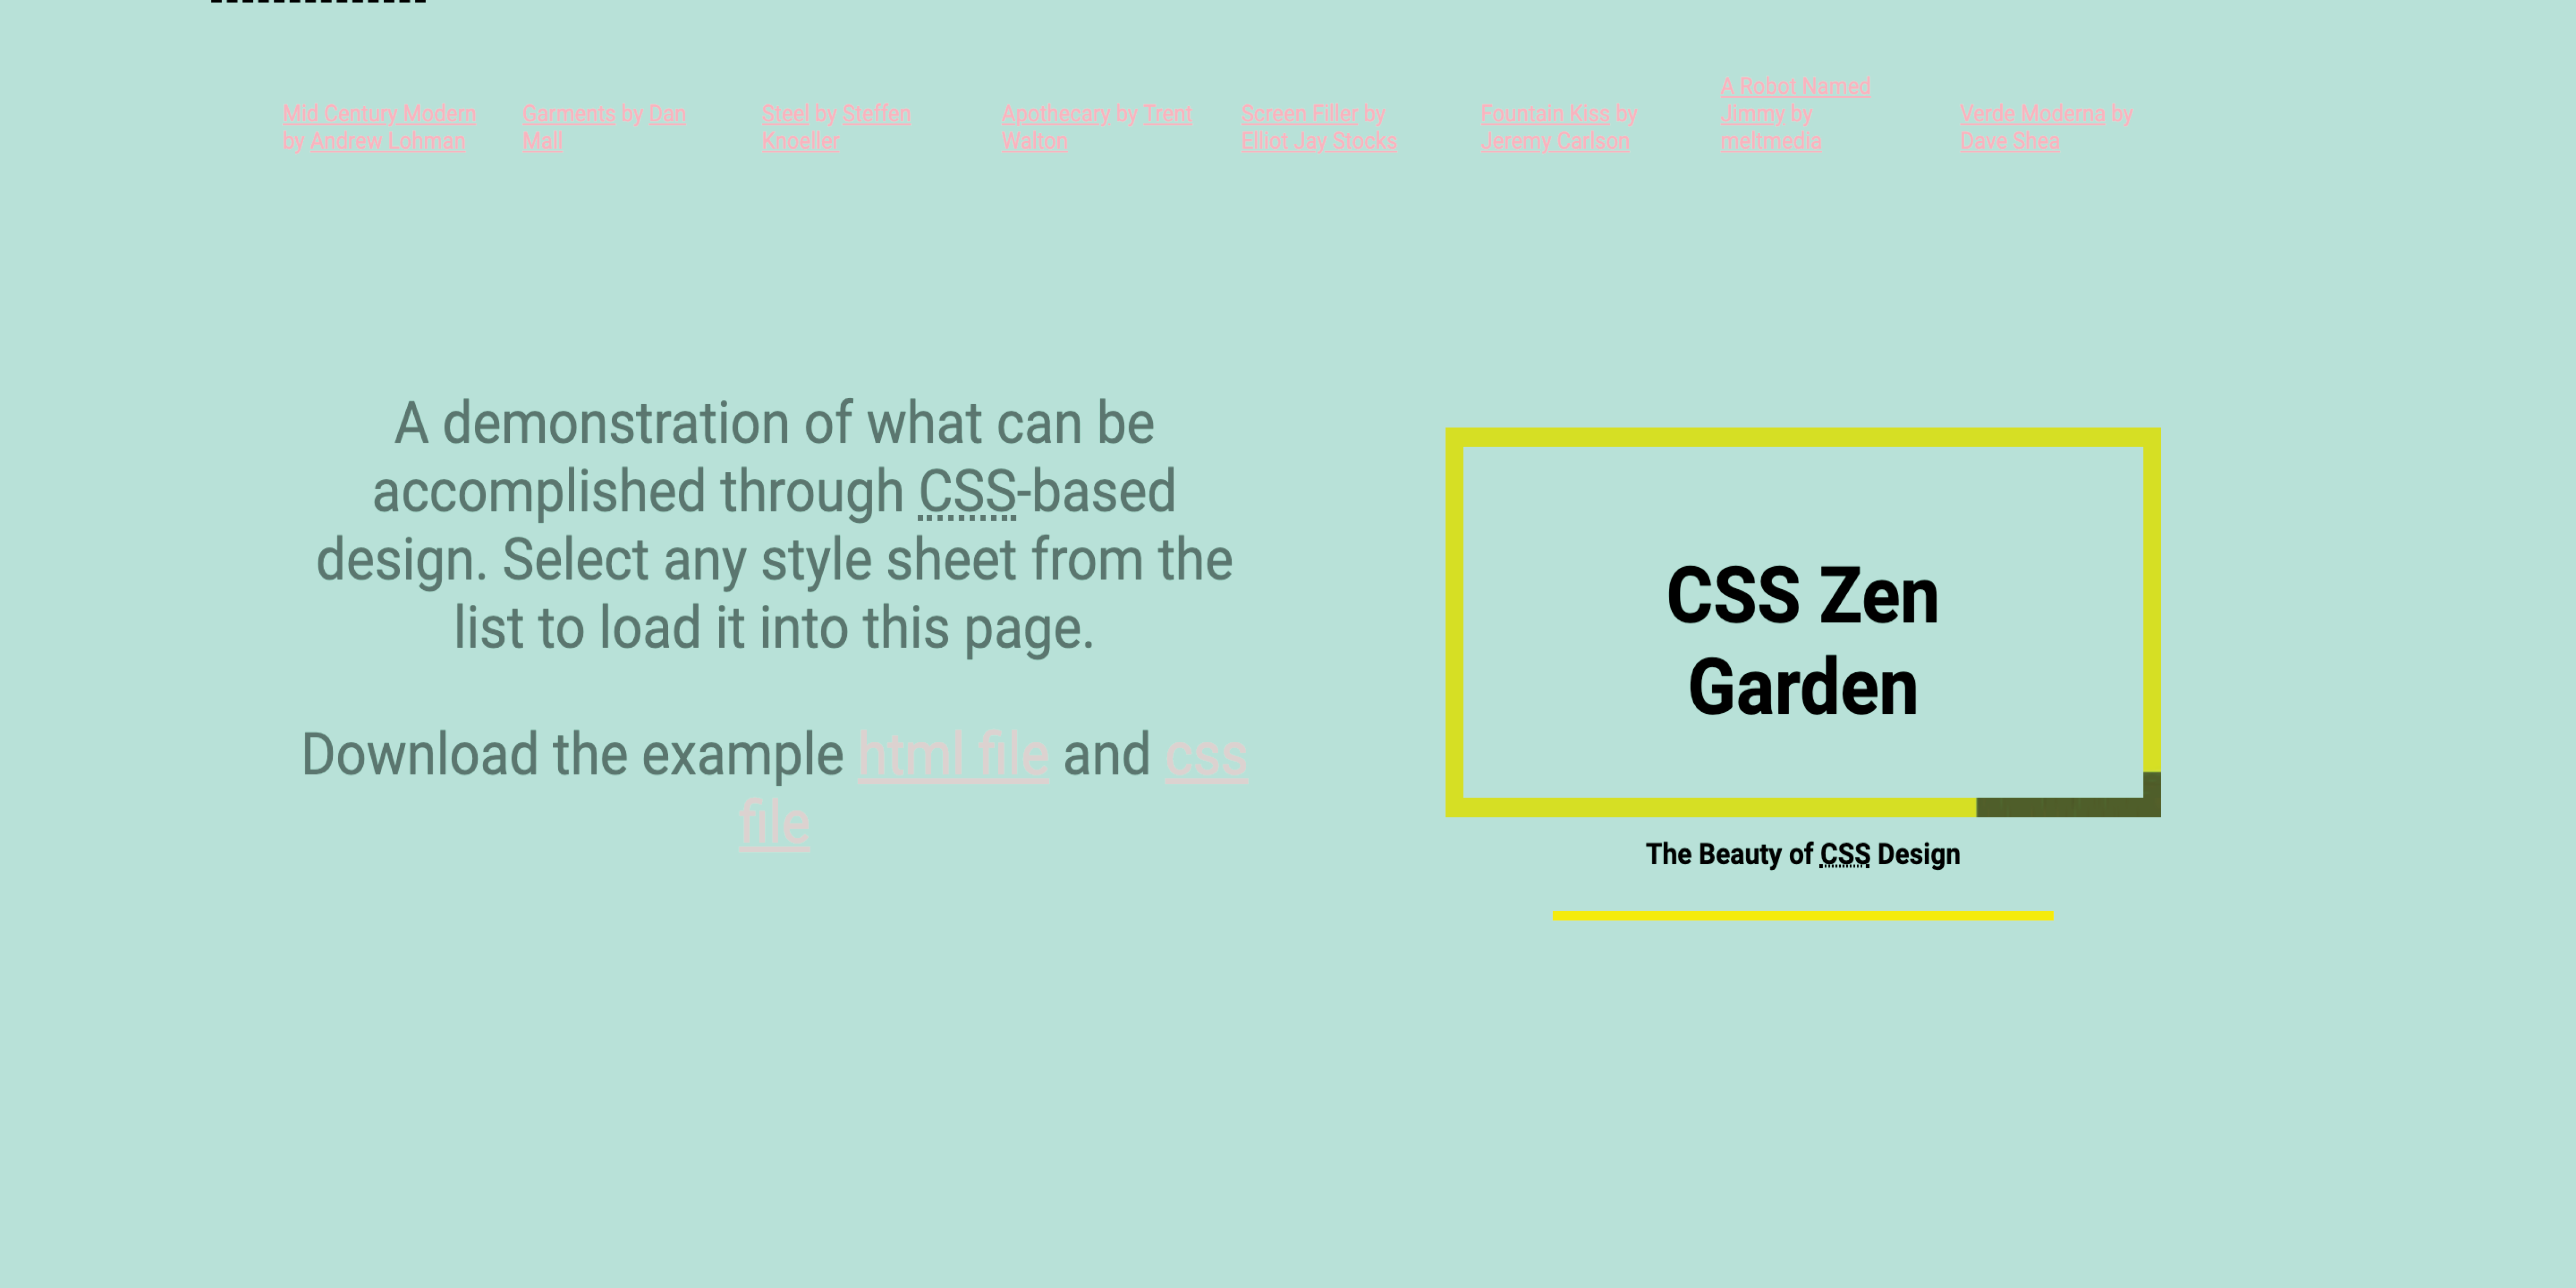 Mid Century Modern
by Andrew Lohman
Garments by Dan
Mall
Steel by Steffen
Knoeller
Apothecary by Trent
Walton
Screen Filler by
Elliot Jay Stocks
Fountain Kiss by
Jeremy Carlson
A Robot Named
Jimmy by
meltmedia
Verde Moderna by
Dave Shea
A demonstration of what can be
accomplished through CSS-based
design. Select any style sheet from the
list to load it into this page.
Download the example html file and css
file
CSS Zen
Garden
The Beauty of CSS Design